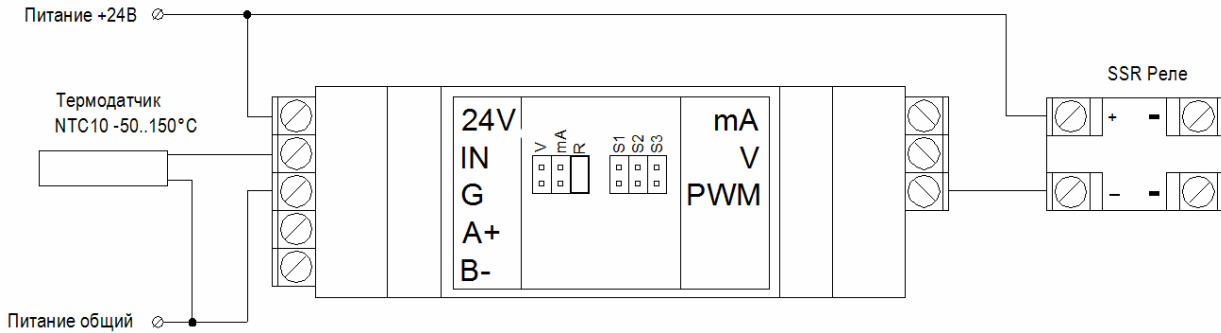 Питание +24В
SSR Реле
Термодатчик
NTC10 -50..150°C
24V
IN
G
A+
B-
V
mA
R
S1
S2
S3
mA
V
PWM
+
-
–
-
Питание общий